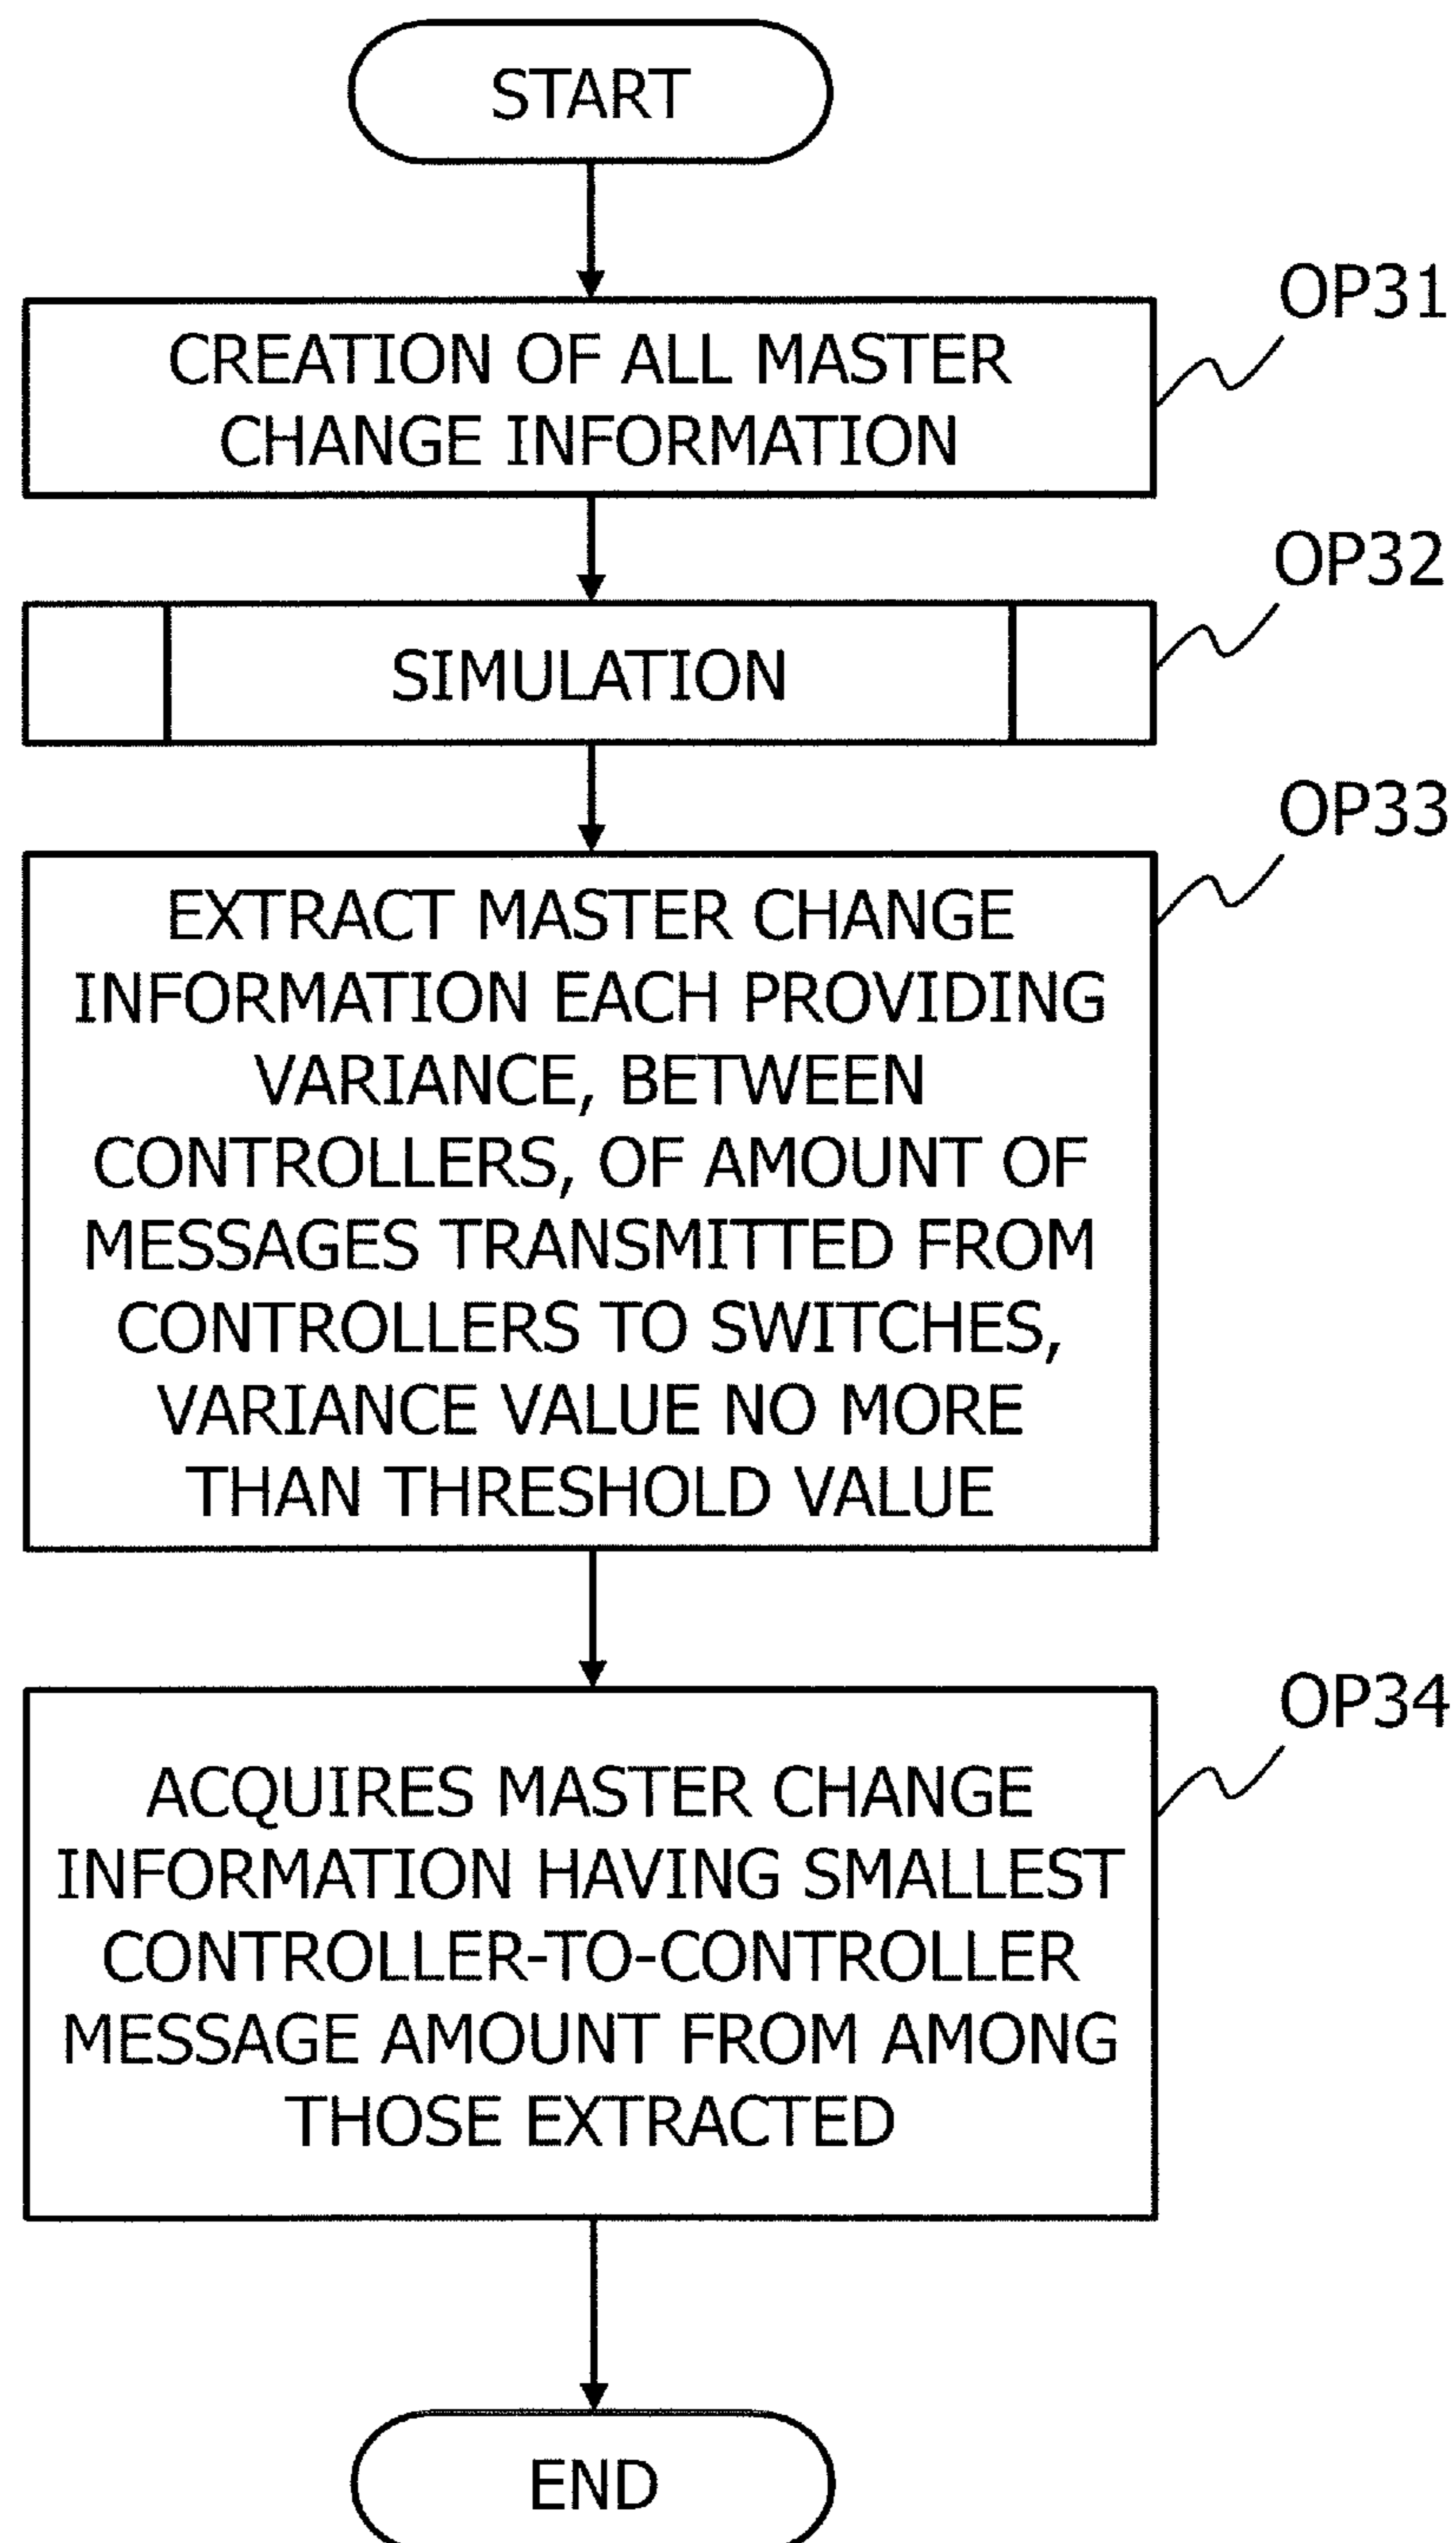 START
OP31
CREATION OF ALL MASTER
CHANGE INFORMATION
OP32
SIMULATION
OP33
EXTRACT MASTER CHANGE
INFORMATION EACH PROVIDING
VARIANCE, BETWEEN
CONTROLLERS, OF AMOUNT OF
MESSAGES TRANSMITTED FROM
CONTROLLERS TO SWITCHES,
VARIANCE VALUE NO MORE
THAN THRESHOLD VALUE
OP34
ACQUIRES MASTER CHANGE
INFORMATION HAVING SMALLEST
CONTROLLER-TO-CONTROLLER
MESSAGE AMOUNT FROM AMONG
THOSE EXTRACTED
END